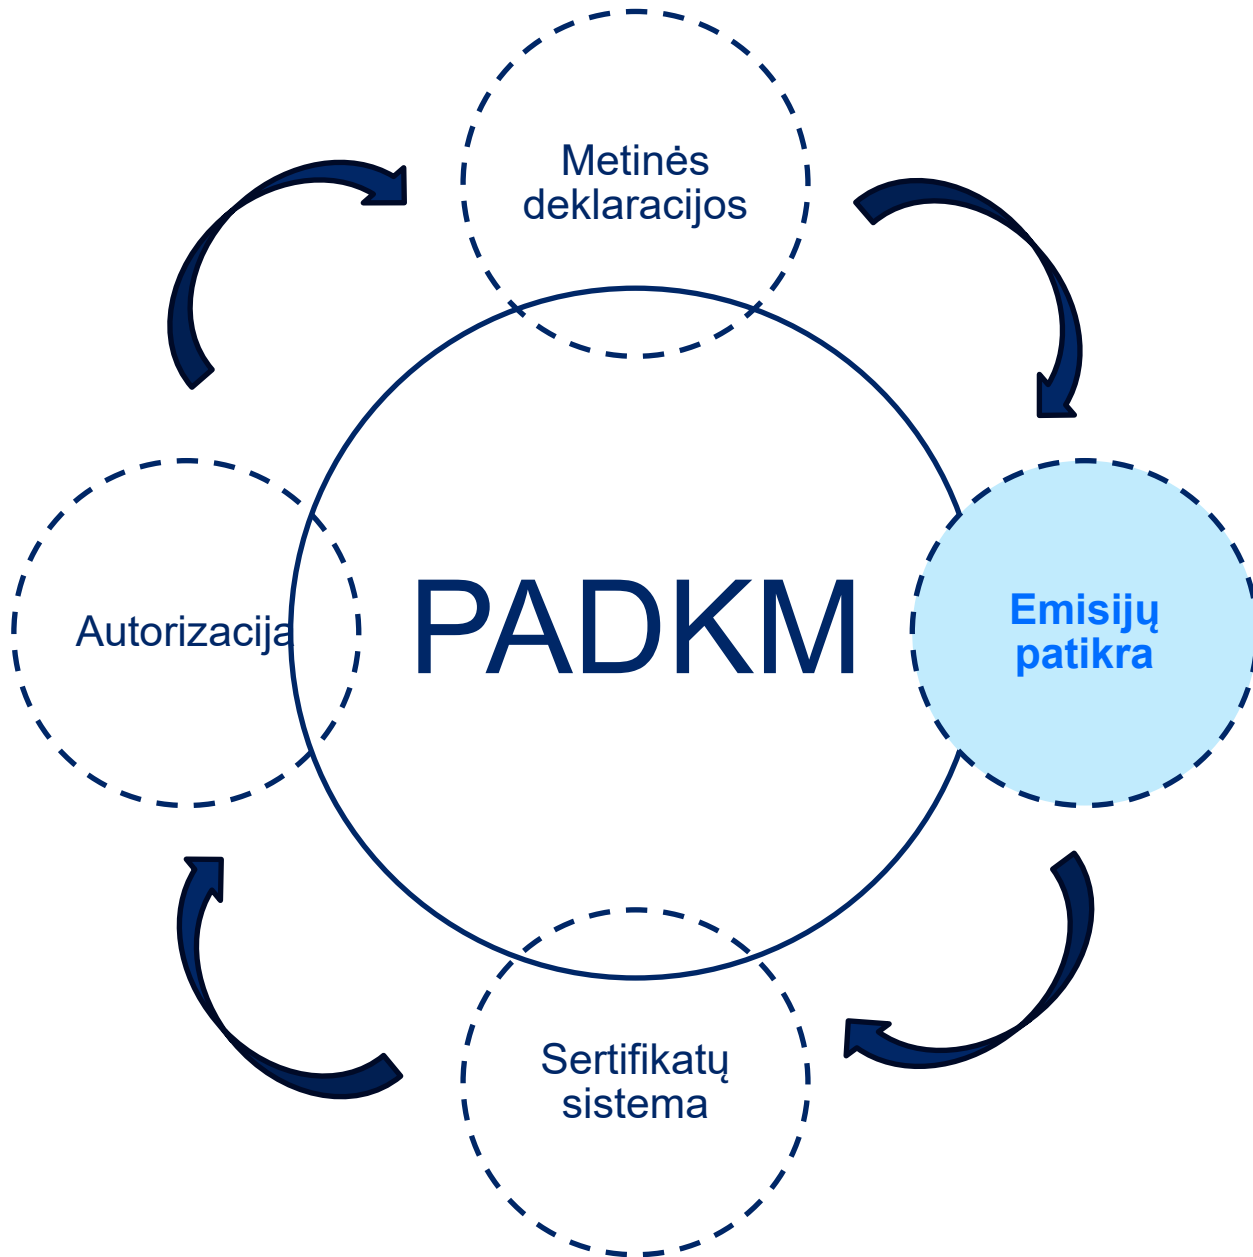 Metinės
deklaracijos
Autorizacija
PADKM
Emisijų
patikra
Sertifikatų
sistema